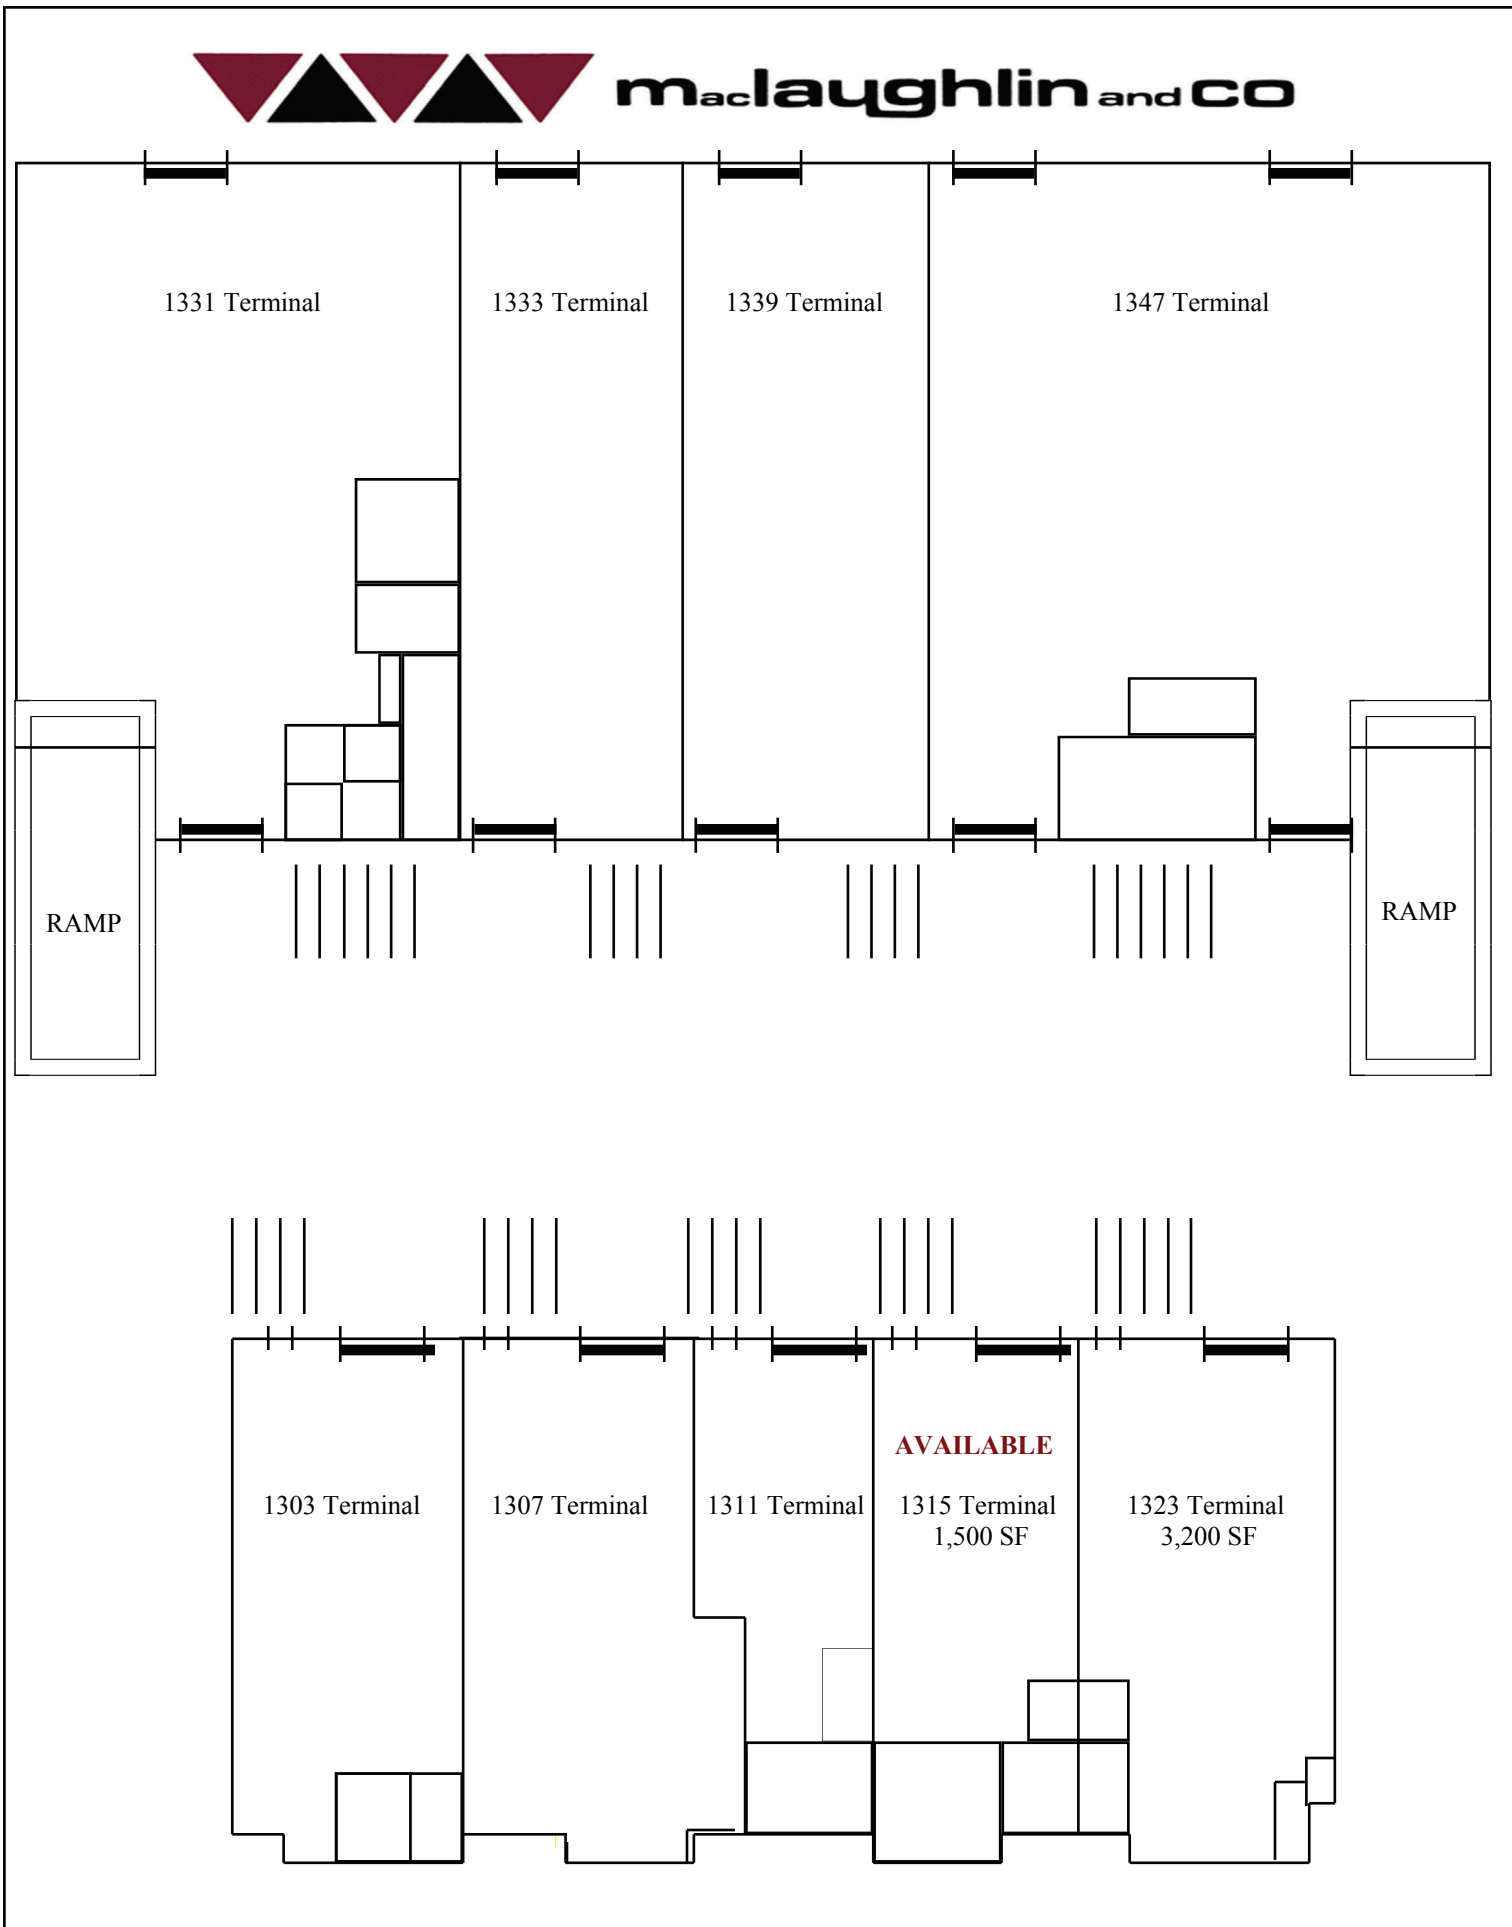 maclaughlin and co
1331 Terminal
1333 Terminal
1339 Terminal
1347 Terminal
RAMP
RAMP
AVAILABLE
1303 Terminal
1307 Terminal
1311 Terminal
1315 Terminal
1,500 SF
1323 Terminal
3,200 SF